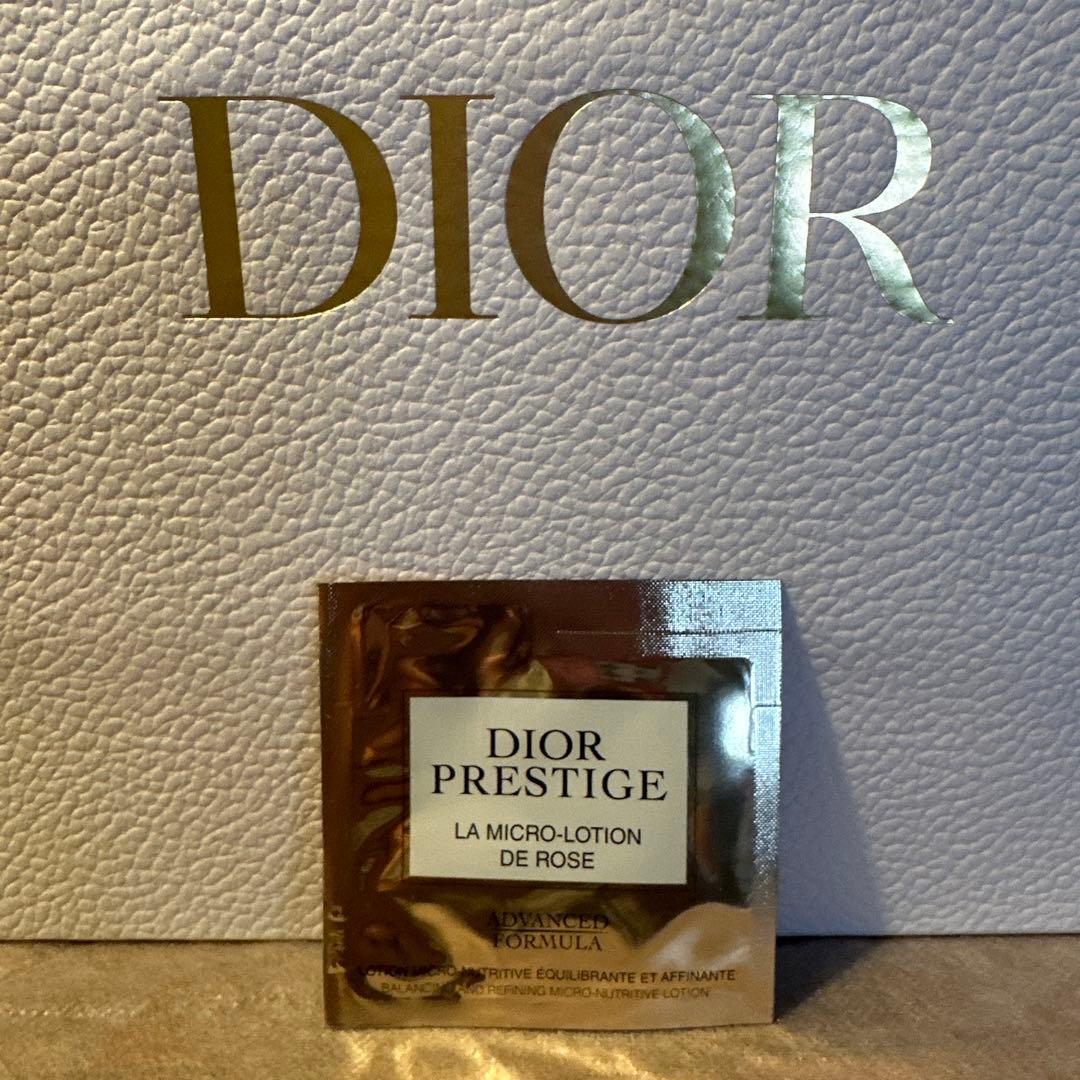 DIOR
DIOR
PRESTIGE
LA MICRO-LOTION
DE ROSE
ADVANCED
FORMULA
LOTION MICRO-NUTRITIVE ÉQUILIBRANTE ET AFFINANTE
BALANCING AND REFINING MICRO-NUTRITIVE LOTION